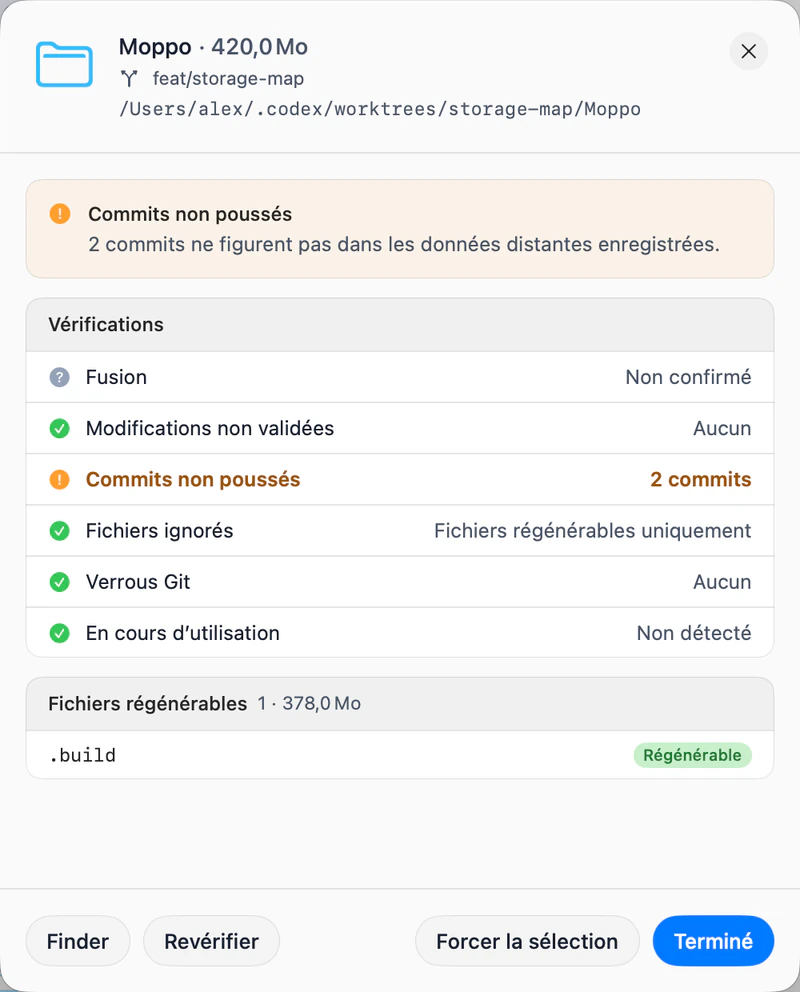 Moppo · 420,0 Mo
feat/storage-map
/Users/alex/.codex/worktrees/storage-map/Moppo
Commits non poussés
2 commits ne figurent pas dans les données distantes enregistrées.
Vérifications
Fusion Non confirmé
Modifications non validées Aucun
Commits non poussés 2 commits
Fichiers ignorés Fichiers régénérables uniquement
Verrous Git Aucun
En cours d’utilisation Non détecté
Fichiers régénérables 1 · 378,0 Mo
.build Régénérable
Finder Revérifier Forcer la sélection Terminé